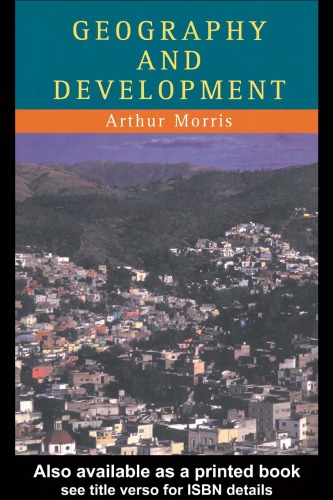 GEOGRAPHY
AND
DEVELOPMENT
Arthur Morris
Also available as a printed book
see title verso for ISBN details